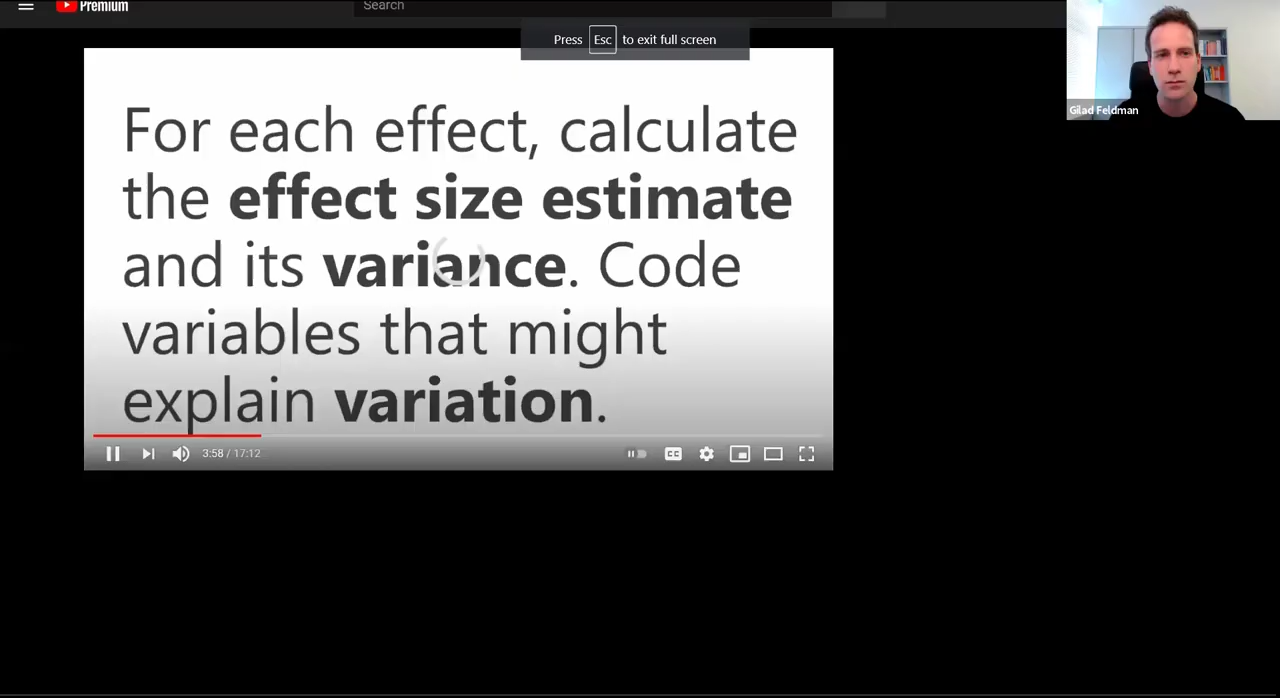 Premium
Search
Press Esc to exit full screen
Gilad Feldman
For each effect, calculate
the effect size estimate
and its variance. Code
variables that might
explain variation.
3:58 / 17:12
CC